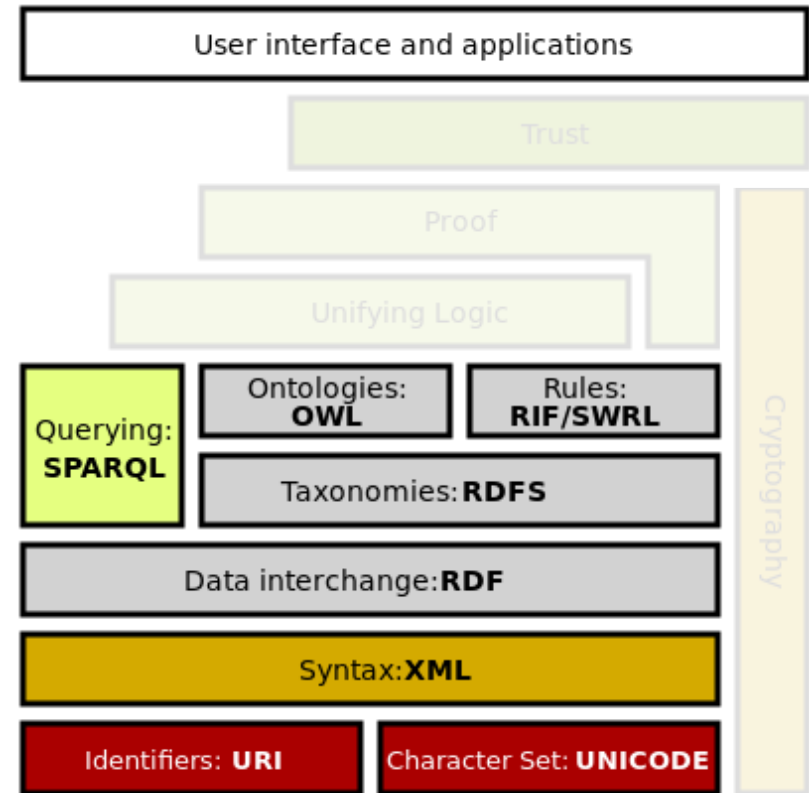 User interface and applications
Trust
Proof
Unifying Logic
Querying:
SPARQL
Ontologies:
OWL
Rules:
RIF/SWRL
Taxonomies:RDFS
Cryptography
Data interchange:RDF
Syntax:XML
Identifiers: URI
Character Set: UNICODE